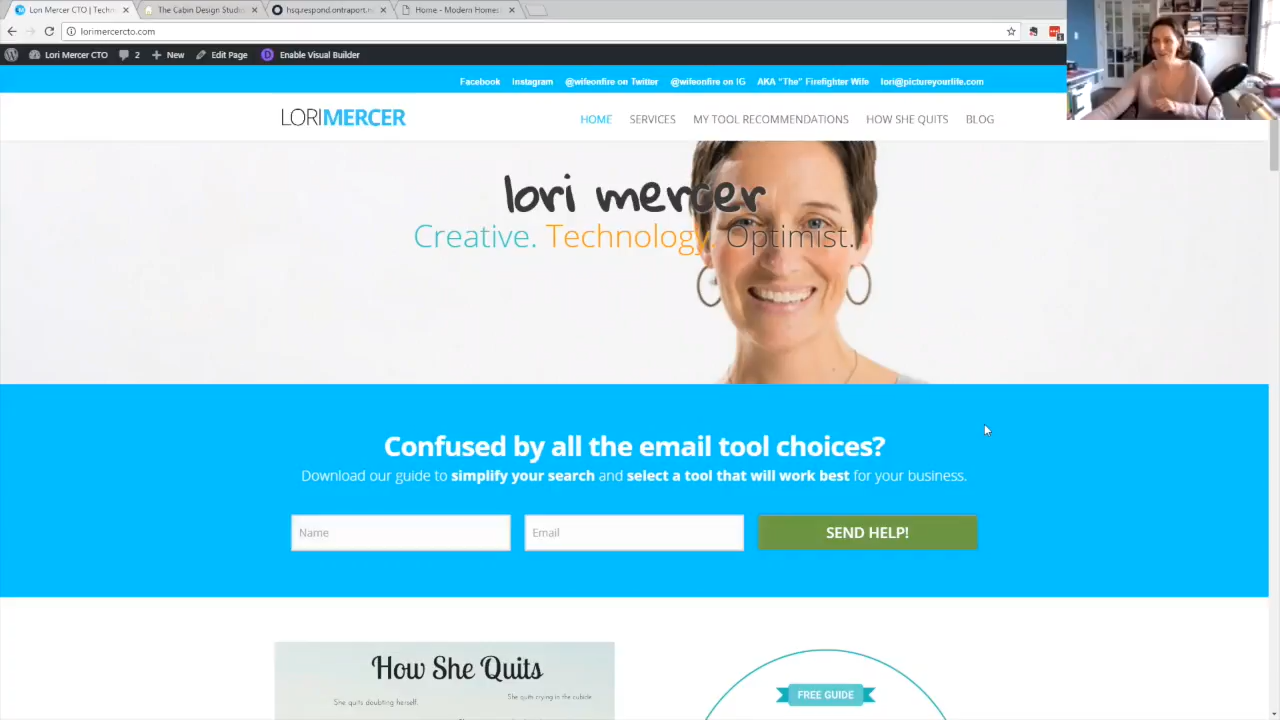 Lori Mercer CTO | Techn
The Cabin Design Studi
hsq.respond.ontraport.n
Home - Modern Homes
lorimercercto.com
Lori Mercer CTO 2 New Edit Page Enable Visual Builder
Facebook Instagram @wifeonfire on Twitter @wifeonfire on IG AKA "The" Firefighter Wife lori@pictureyourlife.com
LORIMERCER
HOME SERVICES MY TOOL RECOMMENDATIONS HOW SHE QUITS BLOG
lori mercer
Creative. Technology. Optimist.
Confused by all the email tool choices?
Download our guide to simplify your search and select a tool that will work best for your business.
Name Email SEND HELP!
How She Quits
She quits crying in the cubicle.
She quits doubting herself.
FREE GUIDE